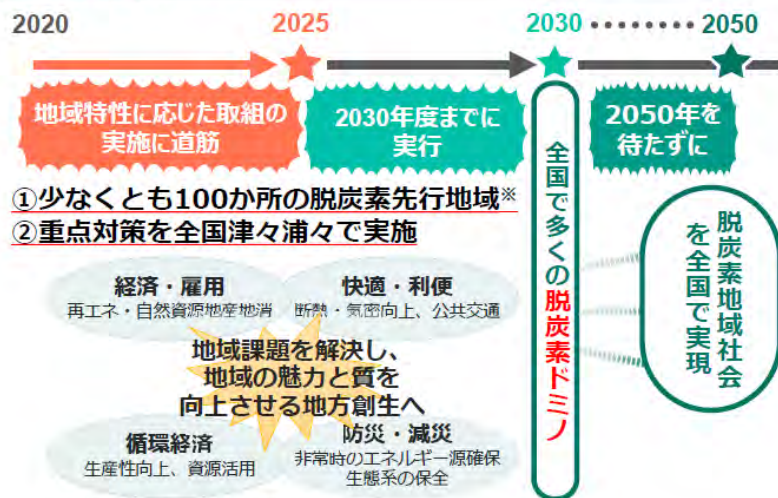 2020
2025
2030 ・・・・・・・・ 2050
地域特性に応じた取組の
実施に道筋
2030年度までに
実行
2050年を
待たずに
①少なくとも100か所の脱炭素先行地域※
②重点対策を全国津々浦々で実施
経済・雇用
再エネ・自然資源地産地消
快適・利便
断熱・気密向上、公共交通
地域課題を解決し、
地域の魅力と質を
向上させる地方創生へ
循環経済
生産性向上、資源活用
防災・減災
非常時のエネルギー源確保
生態系の保全
全国で多くの脱炭素ドミノ
脱炭素地域社会
を全国で実現